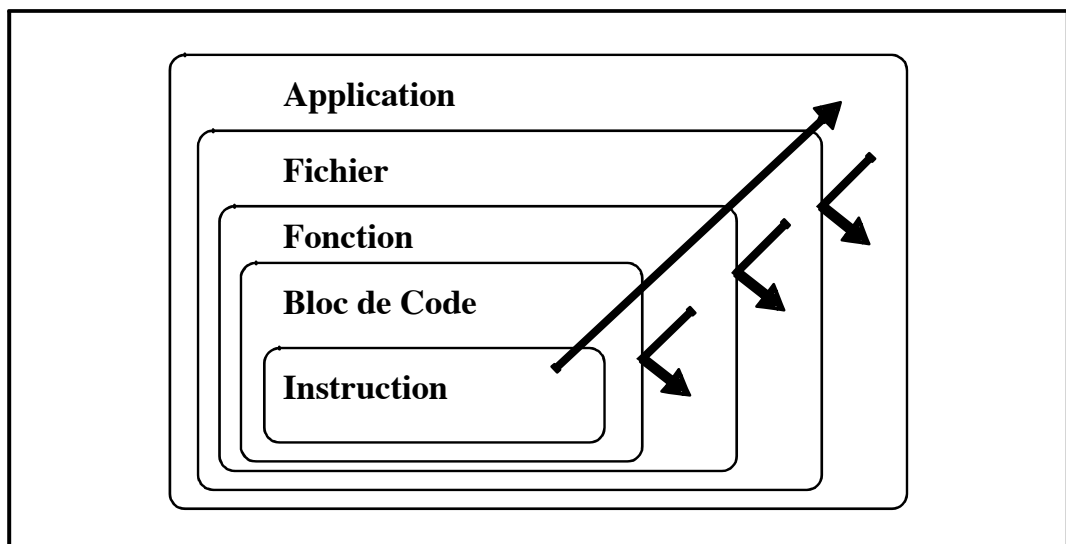 Application
Fichier
Fonction
Bloc de Code
Instruction